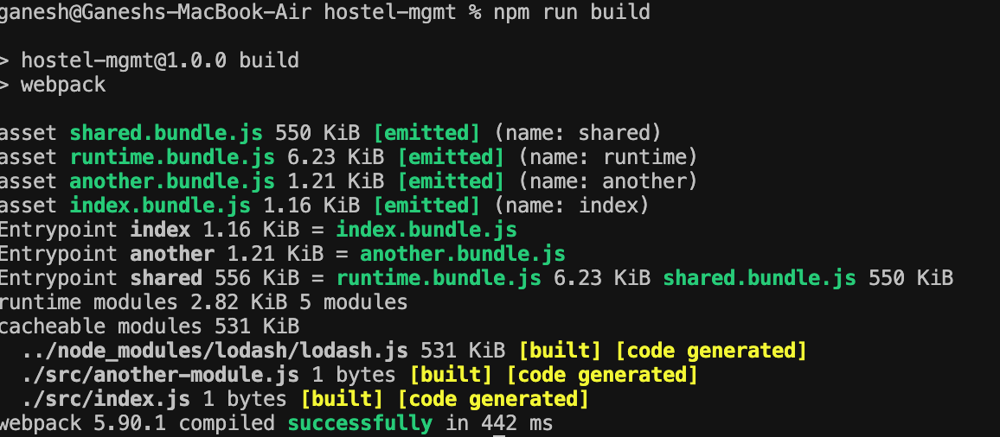 ganesh@Ganeshs-MacBook-Air hostel-mgmt % npm run build
> hostel-mgmt@1.0.0 build
> webpack
asset shared.bundle.js 550 KiB [emitted] (name: shared)
asset runtime.bundle.js 6.23 KiB [emitted] (name: runtime)
asset another.bundle.js 1.21 KiB [emitted] (name: another)
asset index.bundle.js 1.16 KiB [emitted] (name: index)
Entrypoint index 1.16 KiB = index.bundle.js
Entrypoint another 1.21 KiB = another.bundle.js
Entrypoint shared 556 KiB = runtime.bundle.js 6.23 KiB shared.bundle.js 550 KiB
runtime modules 2.82 KiB 5 modules
cacheable modules 531 KiB
  ../node_modules/lodash/lodash.js 531 KiB [built] [code generated]
  ./src/another-module.js 1 bytes [built] [code generated]
  ./src/index.js 1 bytes [built] [code generated]
webpack 5.90.1 compiled successfully in 442 ms